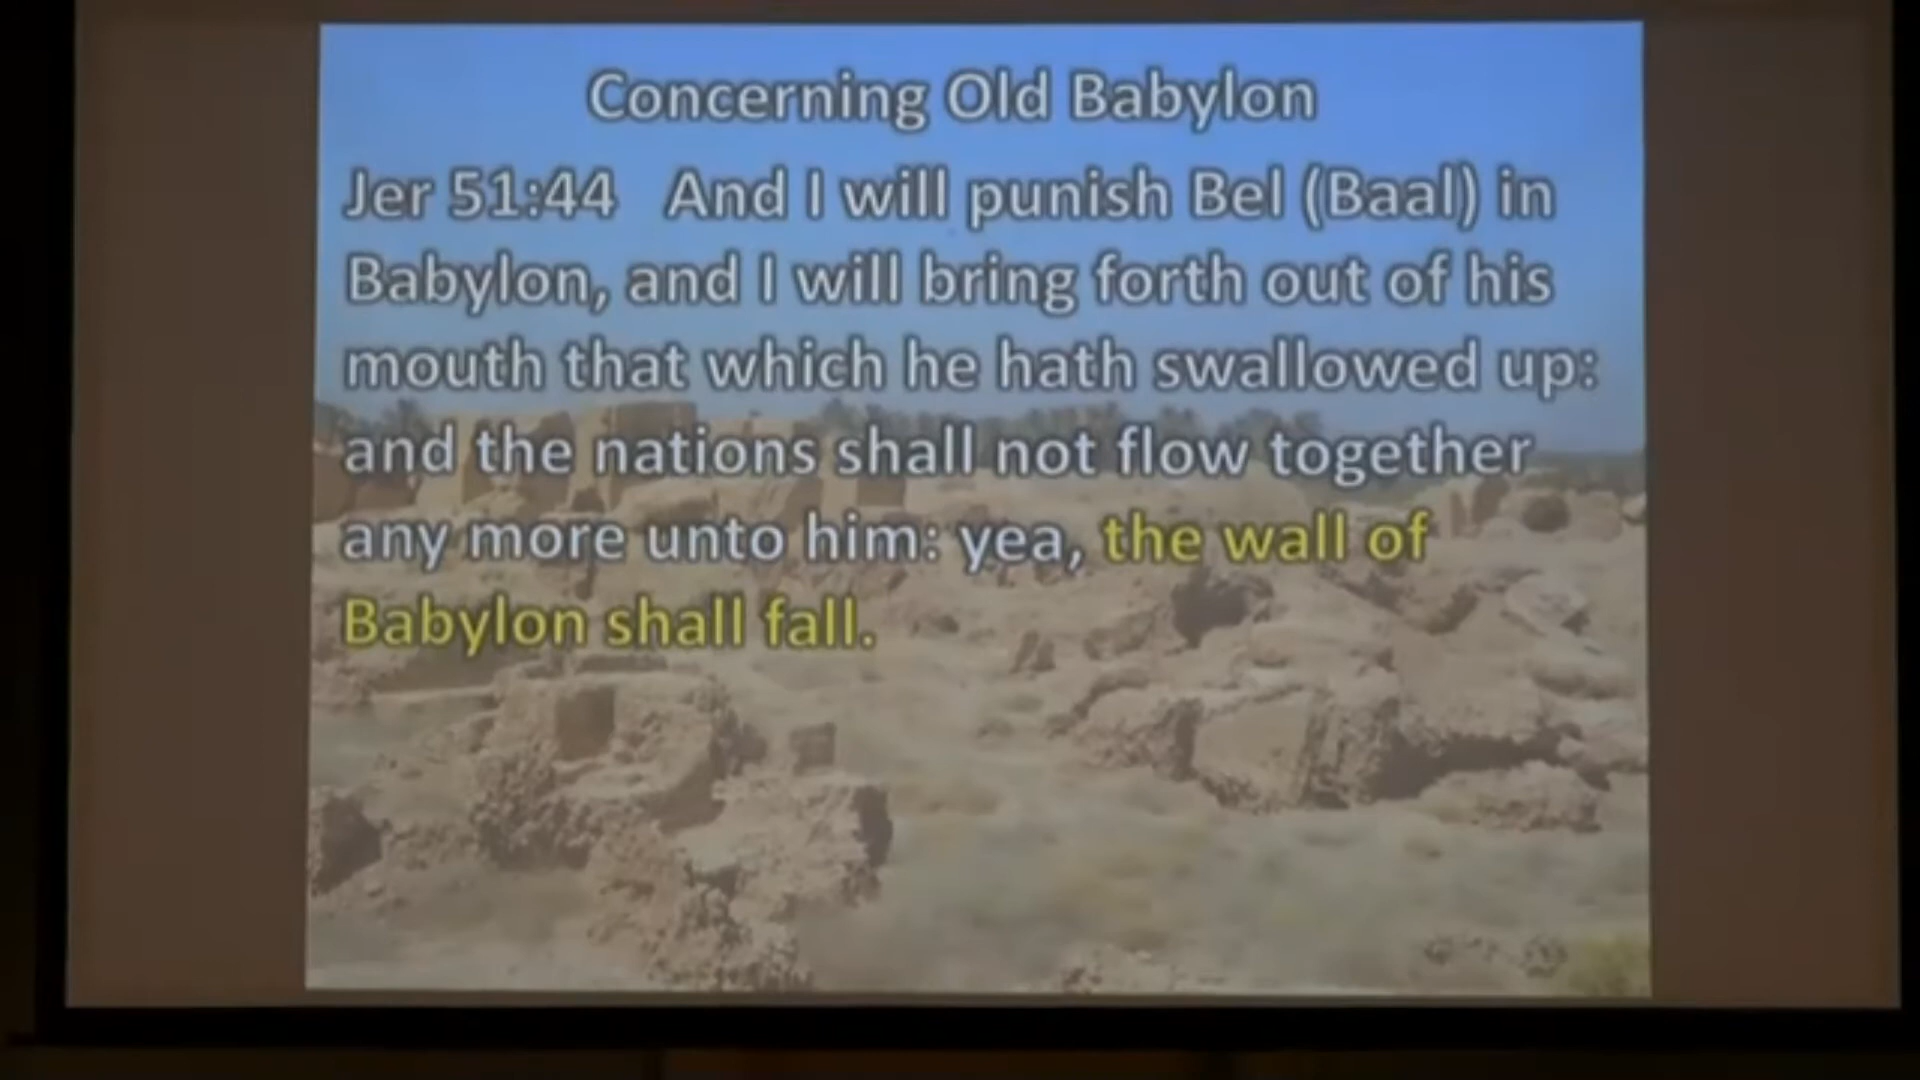 Concerning Old Babylon
Jer 51:44 And I will punish Bel (Baal) in
Babylon, and I will bring forth out of his
mouth that which he hath swallowed up:
and the nations shall not flow together
any more unto him: yea, the wall of
Babylon shall fall.